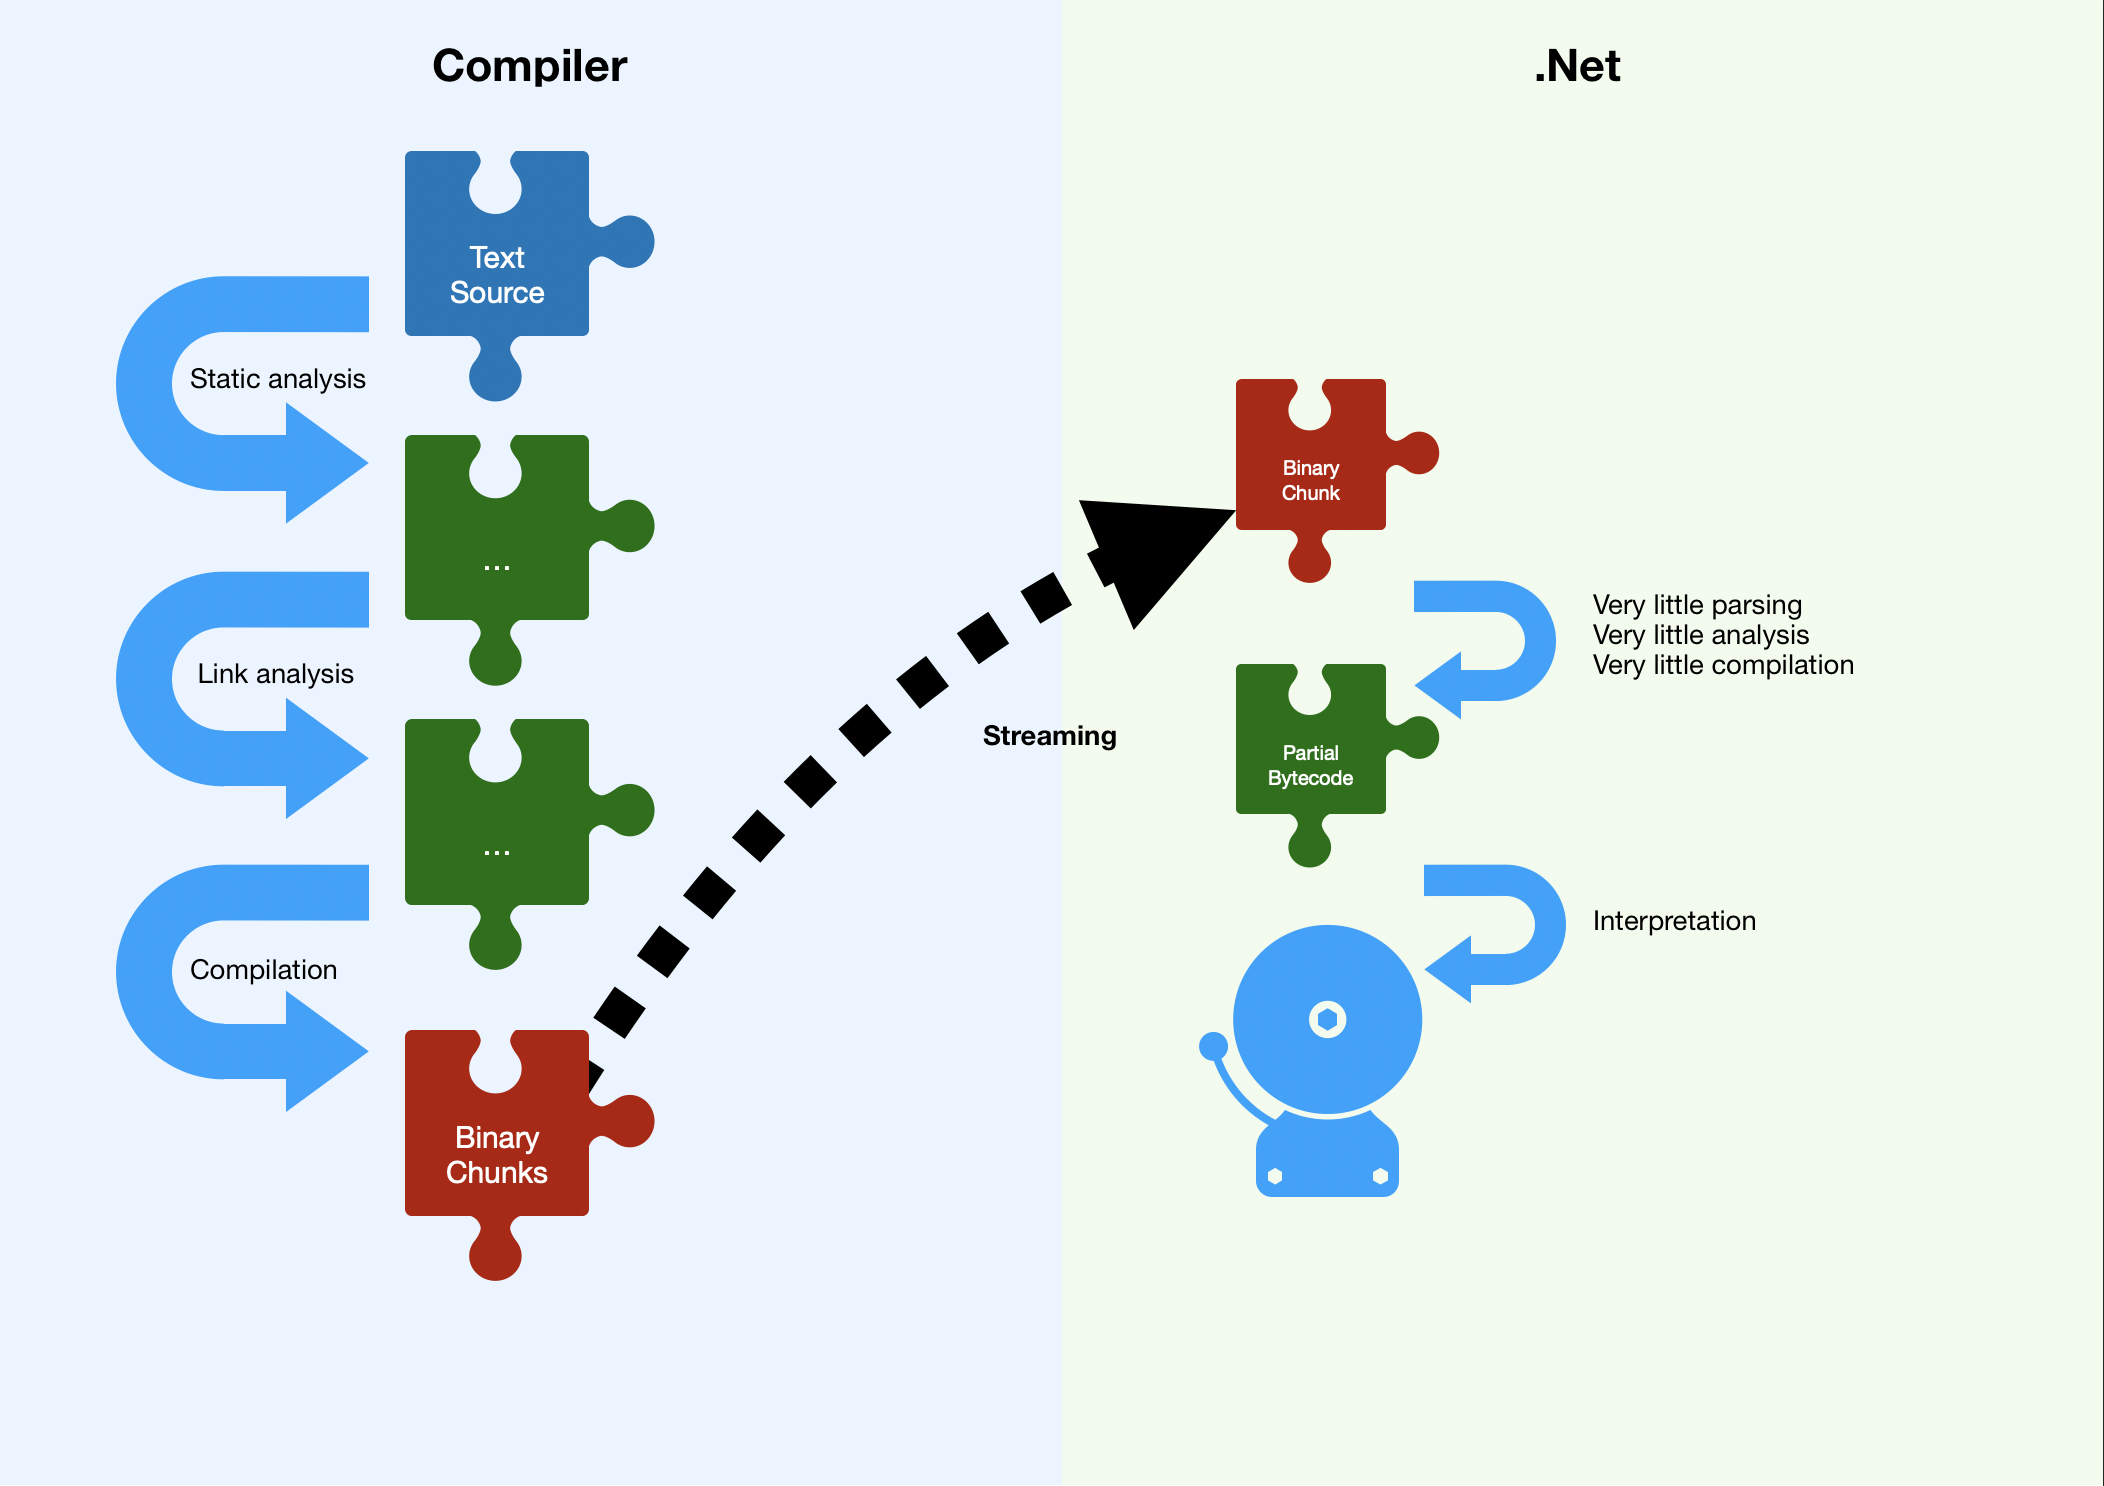 Compiler
Text
Source
Static analysis
...
Link analysis
...
Compilation
Binary
Chunks
Streaming
.Net
Binary
Chunk
Very little parsing
Very little analysis
Very little compilation
Partial
Bytecode
Interpretation